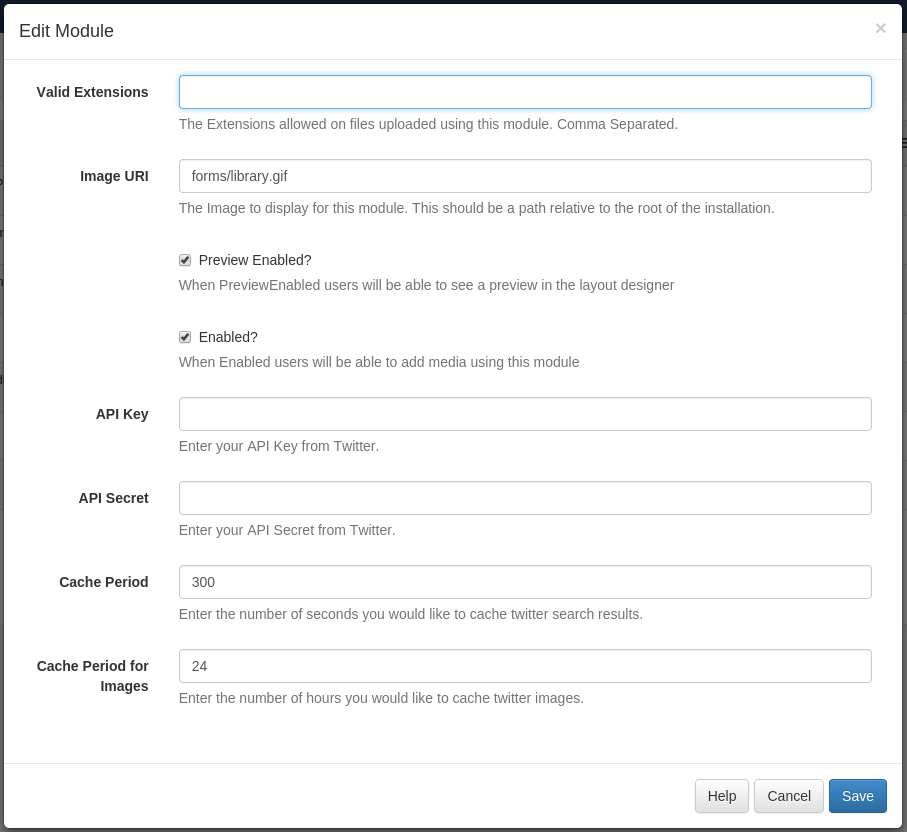 Edit Module
×
Valid Extensions
The Extensions allowed on files uploaded using this module. Comma Separated.
Image URI
forms/library.gif
The Image to display for this module. This should be a path relative to the root of the installation.
Preview Enabled?
When PreviewEnabled users will be able to see a preview in the layout designer
Enabled?
When Enabled users will be able to add media using this module
API Key
Enter your API Key from Twitter.
API Secret
Enter your API Secret from Twitter.
Cache Period
300
Enter the number of seconds you would like to cache twitter search results.
Cache Period for
Images
24
Enter the number of hours you would like to cache twitter images.
Help
Cancel
Save